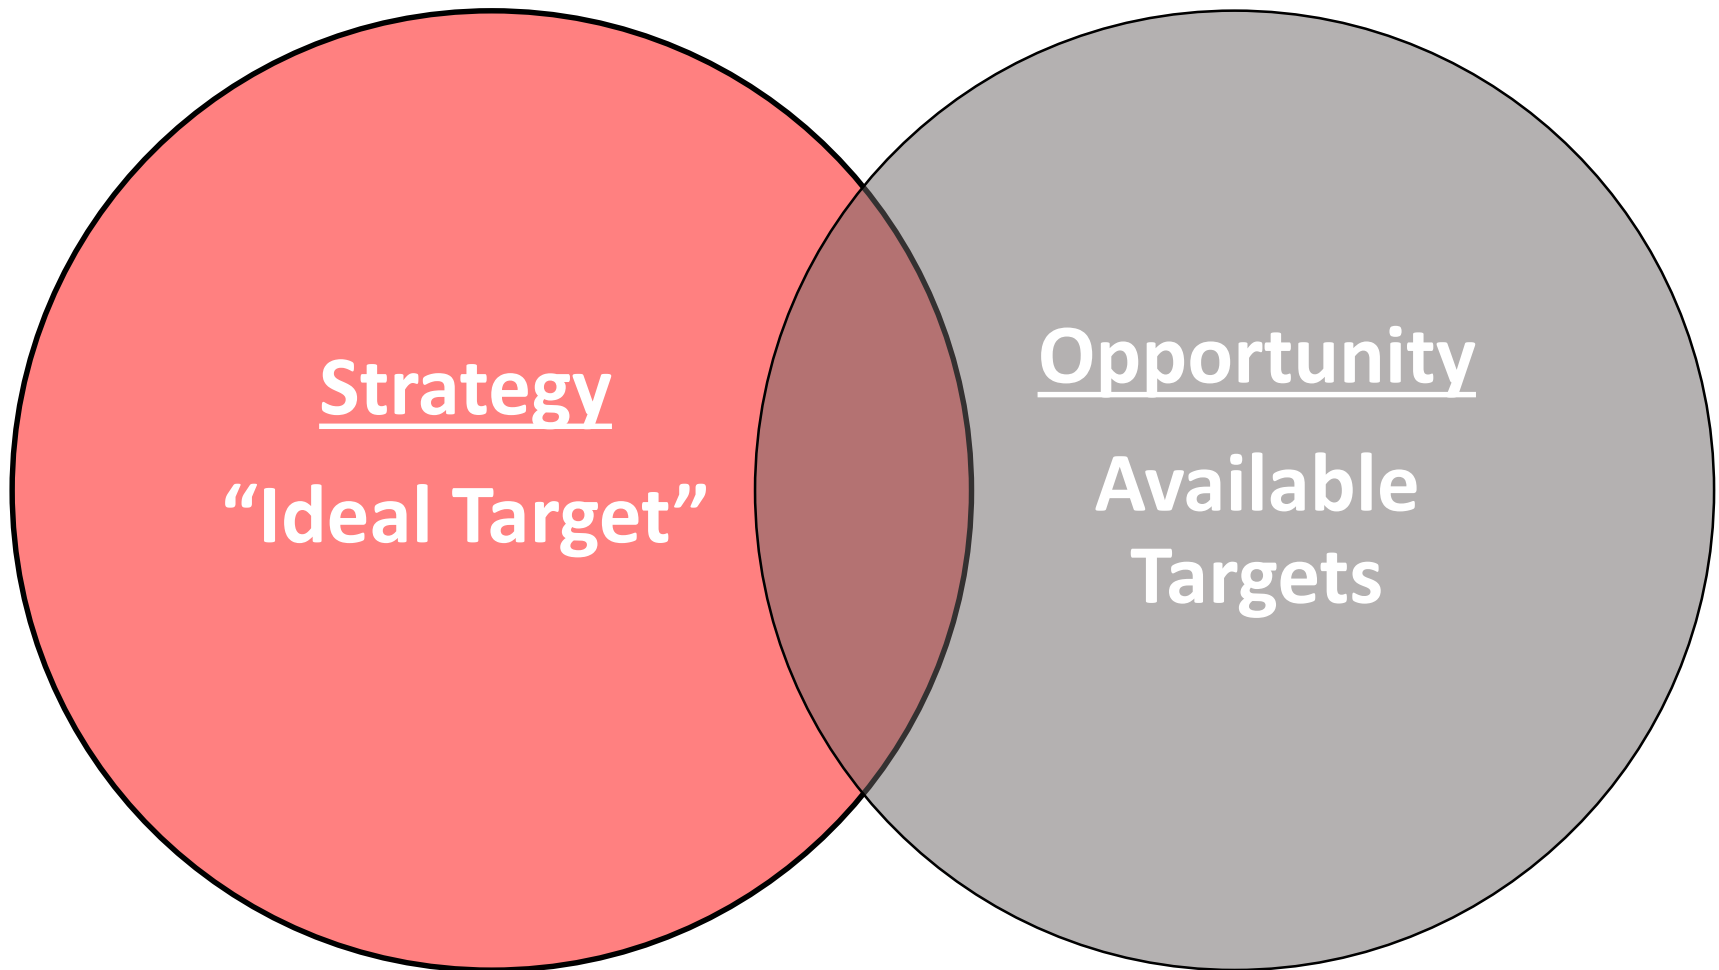 Strategy
“Ideal Target”
Opportunity
Available
Targets